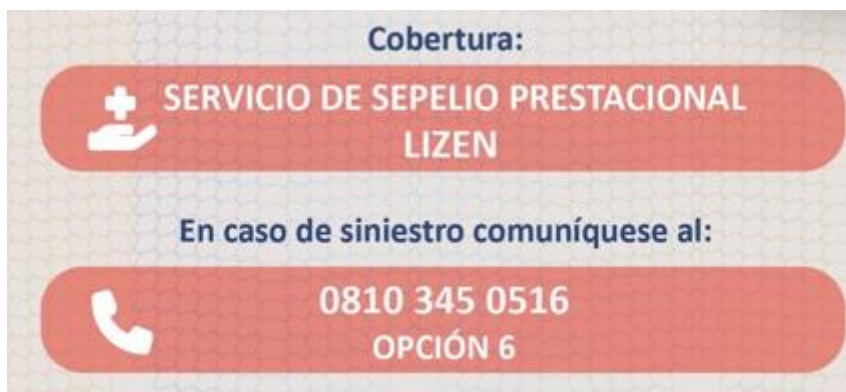 Cobertura:
SERVICIO DE SEPELIO PRESTACIONAL
LIZEN
En caso de siniestro comuníquese al:
0810 345 0516
OPCIÓN 6